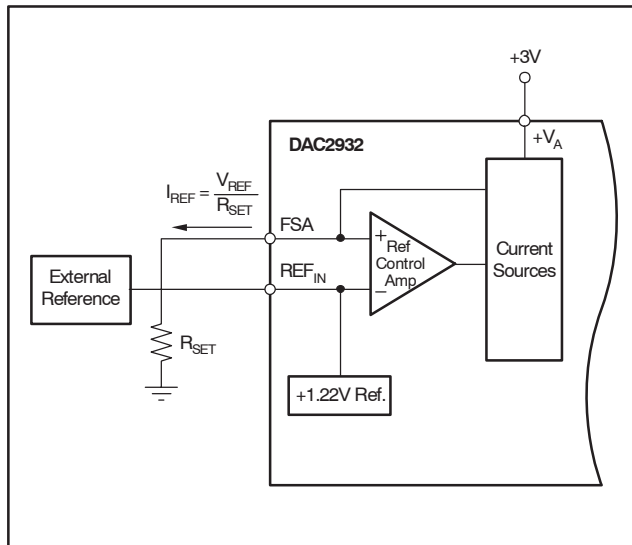 +3V
DAC2932
+V_A
I_REF = V_REF / R_SET
FSA
+
Ref
Control
Amp
−
Current
Sources
External
Reference
REF_IN
R_SET
+1.22V Ref.